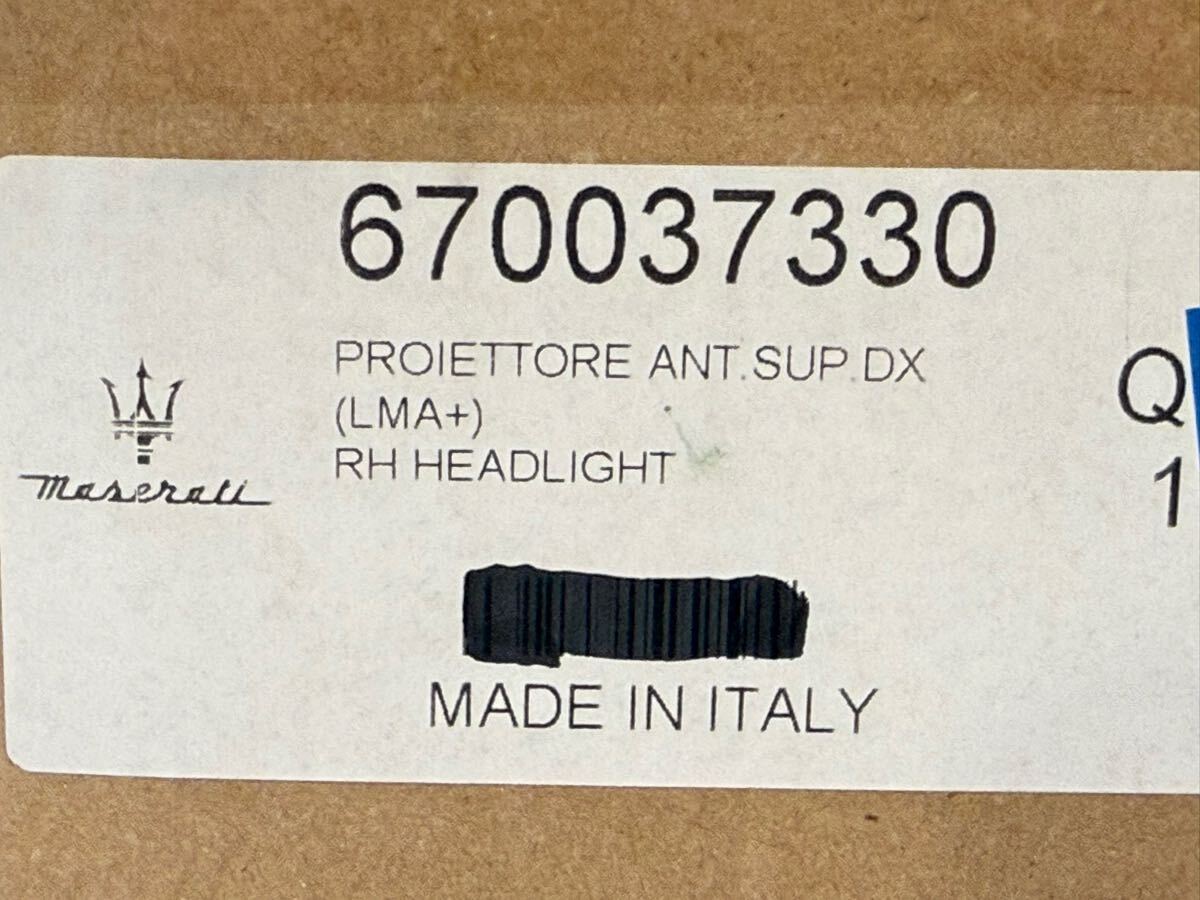 670037330
PROIETTORE ANT.SUP.DX
(LMA+)
RH HEADLIGHT
Maserati
Q
1
MADE IN ITALY